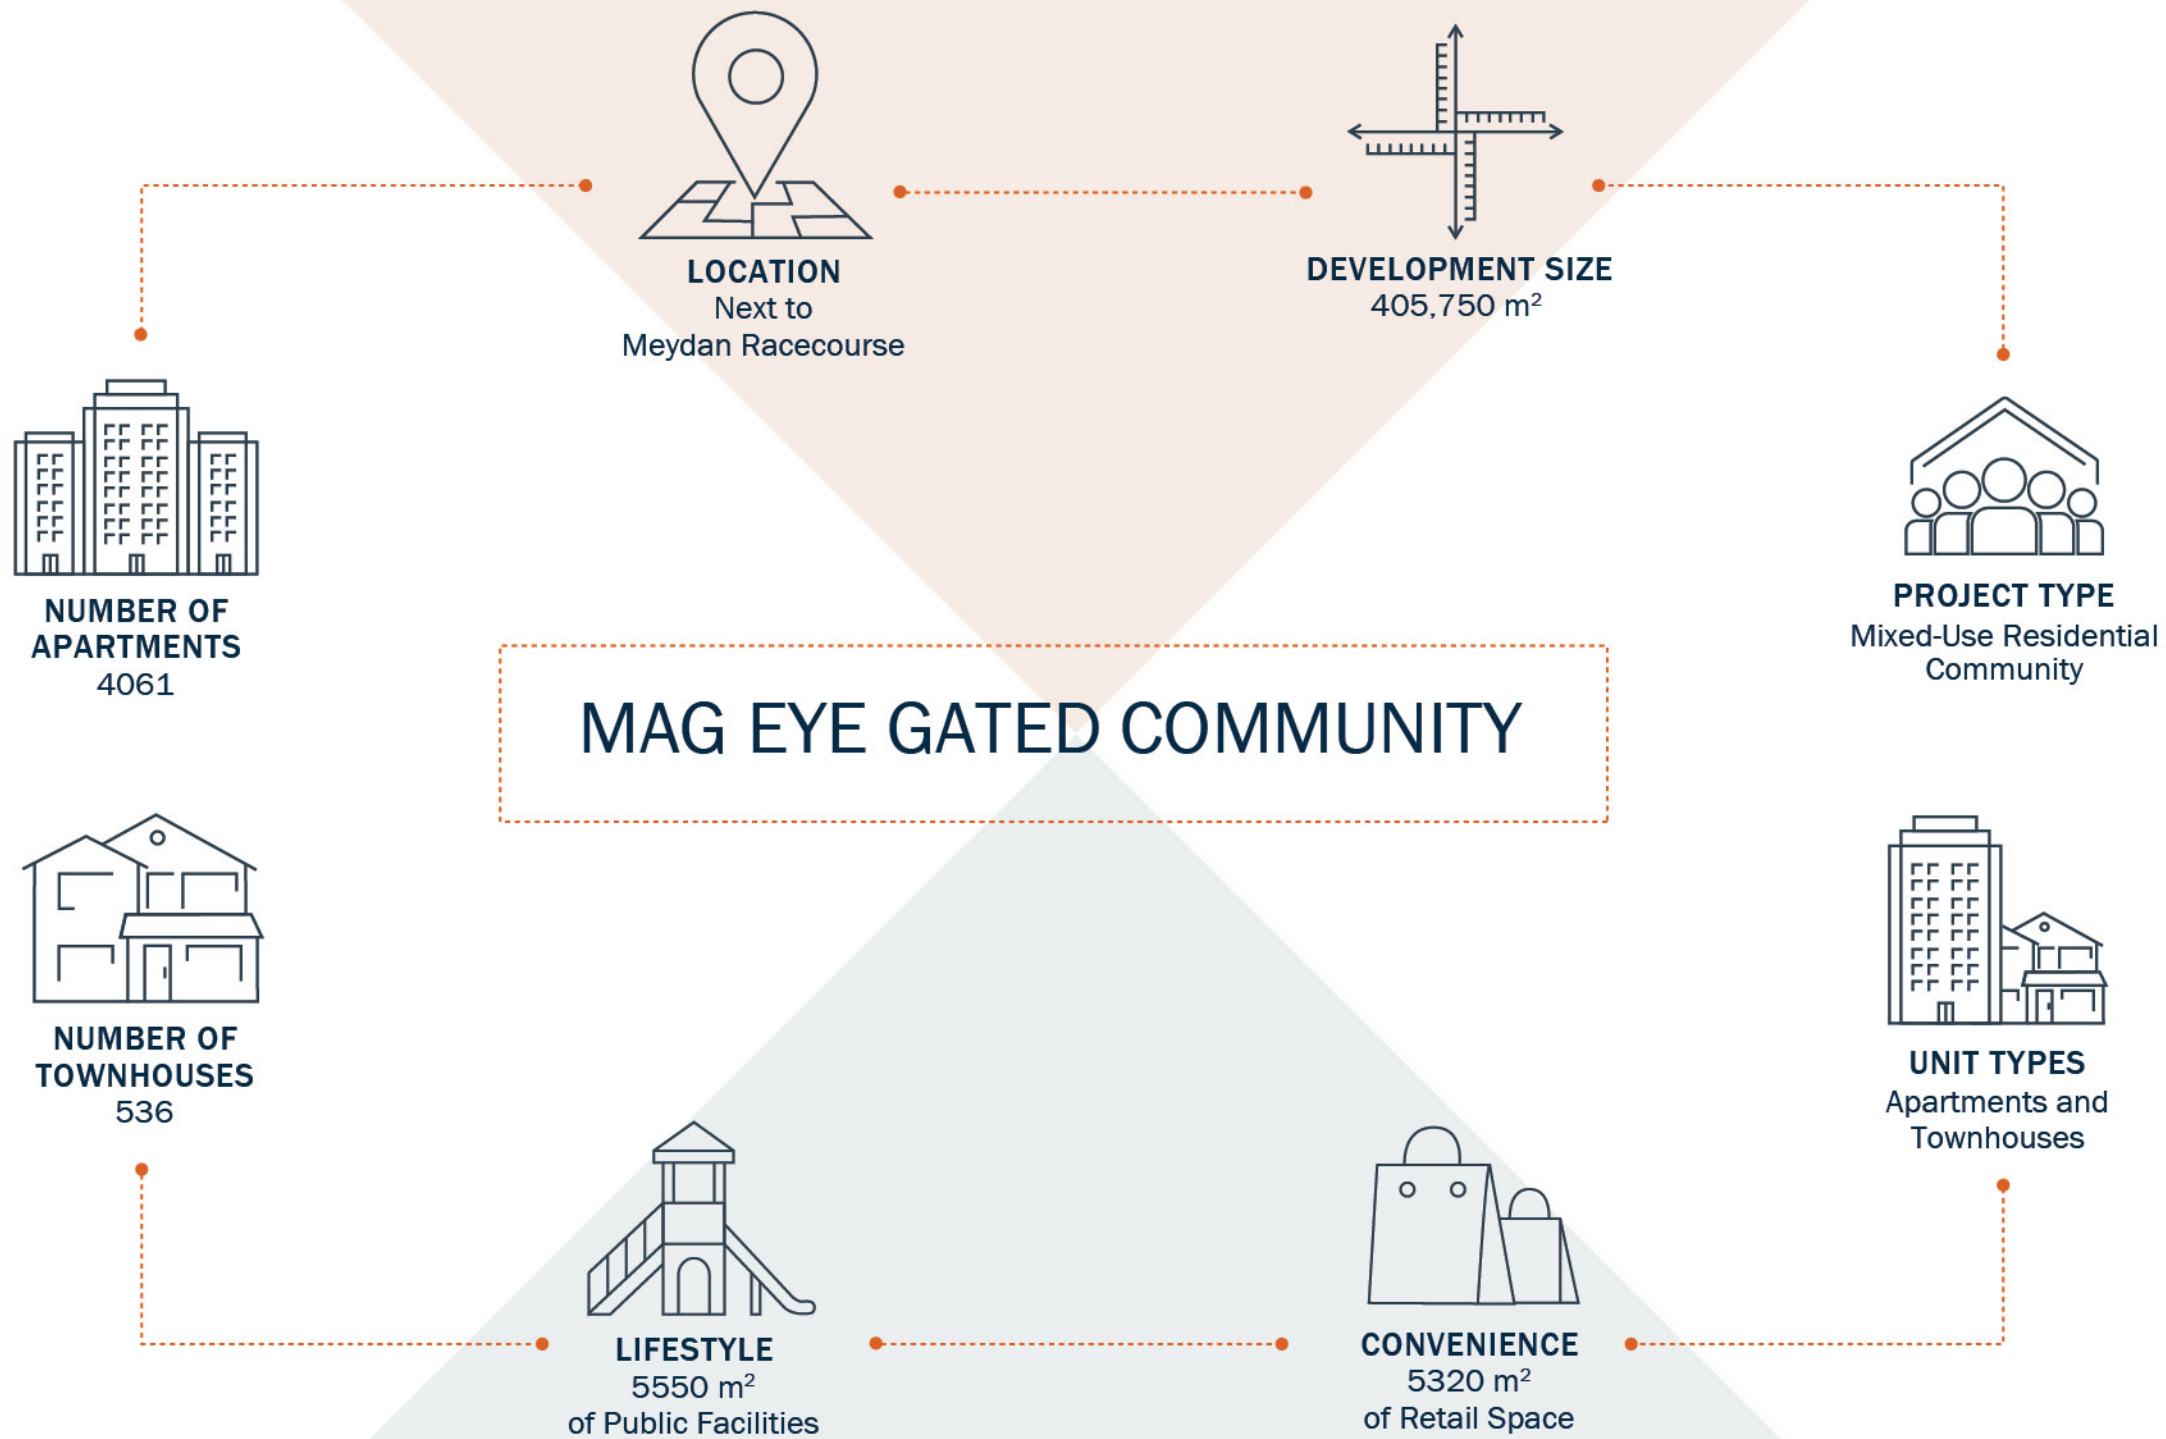 LOCATION
Next to
Meydan Racecourse
DEVELOPMENT SIZE
405,750 m²
NUMBER OF
APARTMENTS
4061
PROJECT TYPE
Mixed-Use Residential
Community
MAG EYE GATED COMMUNITY
NUMBER OF
TOWNHOUSES
536
UNIT TYPES
Apartments and
Townhouses
LIFESTYLE
5550 m²
of Public Facilities
CONVENIENCE
5320 m²
of Retail Space